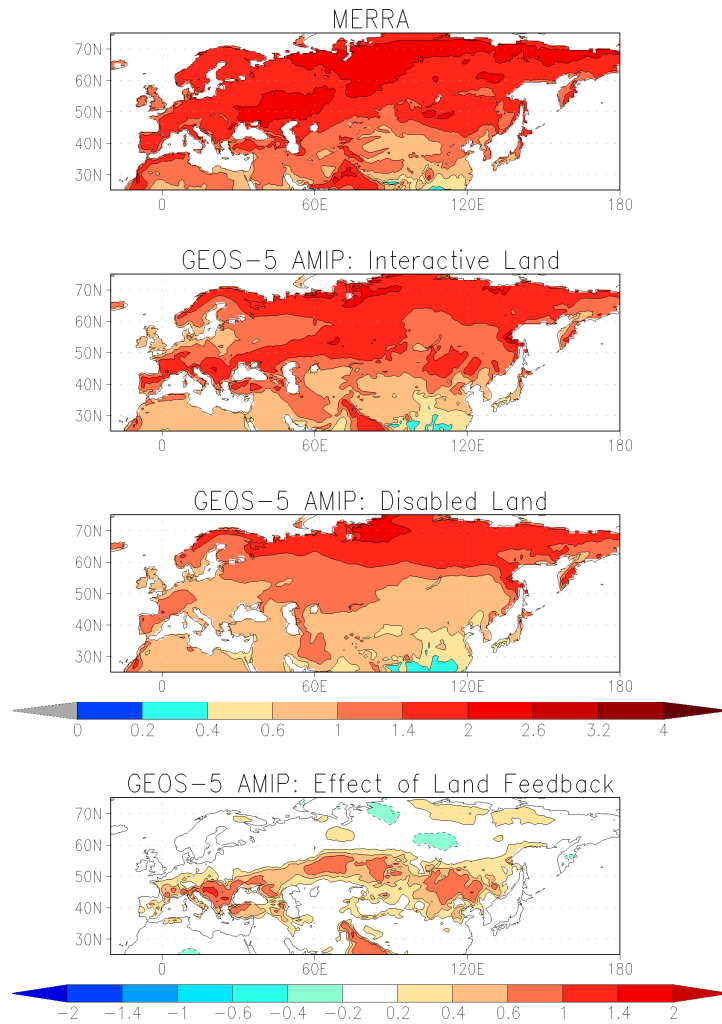 MERRA
70N
60N
50N
40N
30N
0 60E 120E 180
GEOS-5 AMIP: Interactive Land
70N
60N
50N
40N
30N
0 60E 120E 180
GEOS-5 AMIP: Disabled Land
70N
60N
50N
40N
30N
0 60E 120E 180
0 0.2 0.4 0.6 1 1.4 2 2.6 3.2 4
GEOS-5 AMIP: Effect of Land Feedback
70N
60N
50N
40N
30N
0 60E 120E 180
-2 -1.4 -1 -0.6 -0.4 -0.2 0.2 0.4 0.6 1 1.4 2